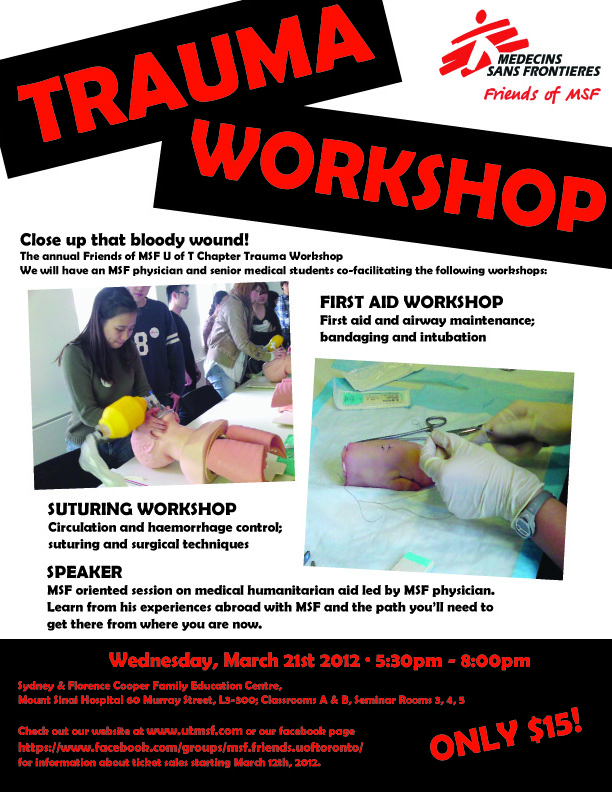 TRAUMA
WORKSHOP
MEDECINS
SANS FRONTIERES
Friends of MSF
Close up that bloody wound!
The annual Friends of MSF U of T Chapter Trauma Workshop
We will have an MSF physician and senior medical students co-facilitating the following workshops:
FIRST AID WORKSHOP
First aid and airway maintenance;
bandaging and intubation
8
SUTURING WORKSHOP
Circulation and haemorrhage control;
suturing and surgical techniques
SPEAKER
MSF oriented session on medical humanitarian aid led by MSF physician.
Learn from his experiences abroad with MSF and the path you'll need to
get there from where you are now.
Wednesday, March 21st 2012 · 5:30pm - 8:00pm
Sydney & Florence Cooper Family Education Centre,
Mount Sinai Hospital 60 Murray Street, L3-300; Classrooms A & B, Seminar Rooms 3, 4, 5
Check out our website at www.utmsf.com or our facebook page
https://www.facebook.com/groups/msf.friends.uoftoronto/
for information about ticket sales starting March 12th, 2012.
ONLY $15!